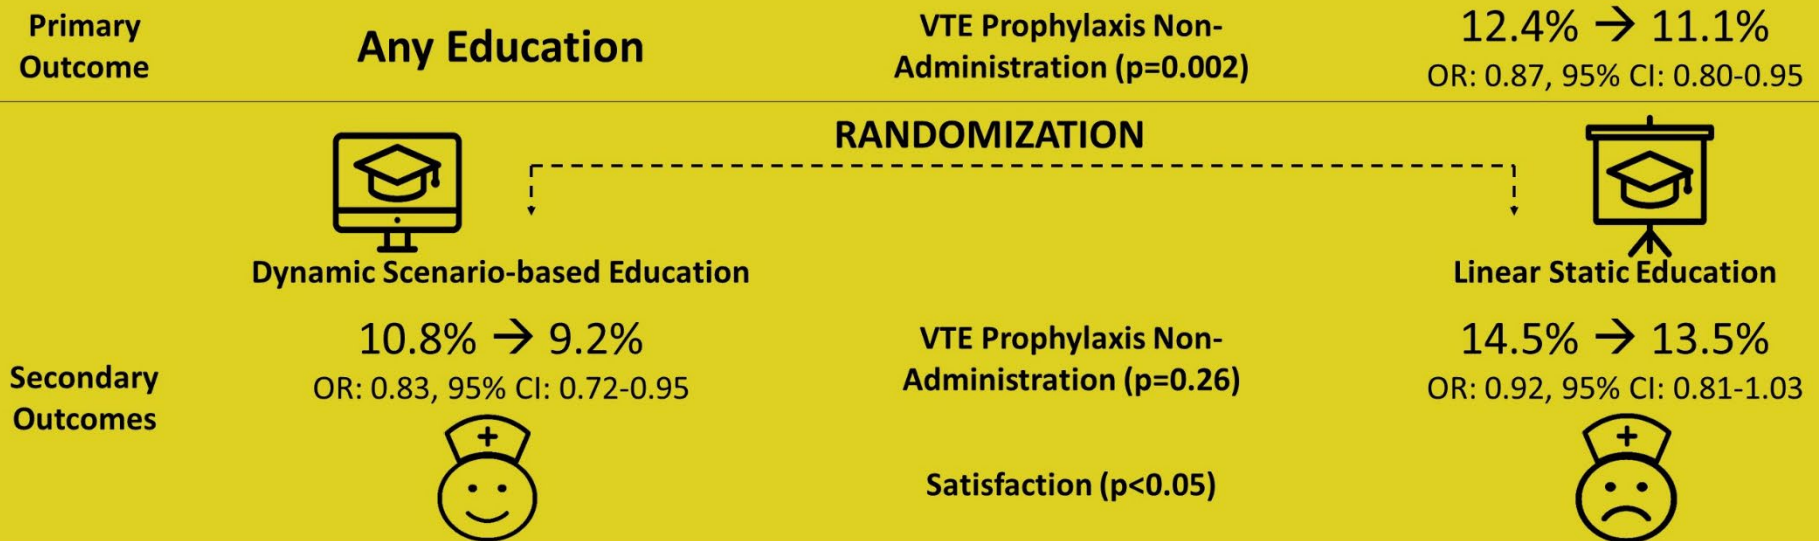 Primary
Outcome
Any Education
VTE Prophylaxis Non-
Administration (p=0.002)
12.4% → 11.1%
OR: 0.87, 95% CI: 0.80-0.95
RANDOMIZATION
Dynamic Scenario-based Education
Linear Static Education
Secondary
Outcomes
10.8% → 9.2%
OR: 0.83, 95% CI: 0.72-0.95
VTE Prophylaxis Non-
Administration (p=0.26)
14.5% → 13.5%
OR: 0.92, 95% CI: 0.81-1.03
Satisfaction (p<0.05)